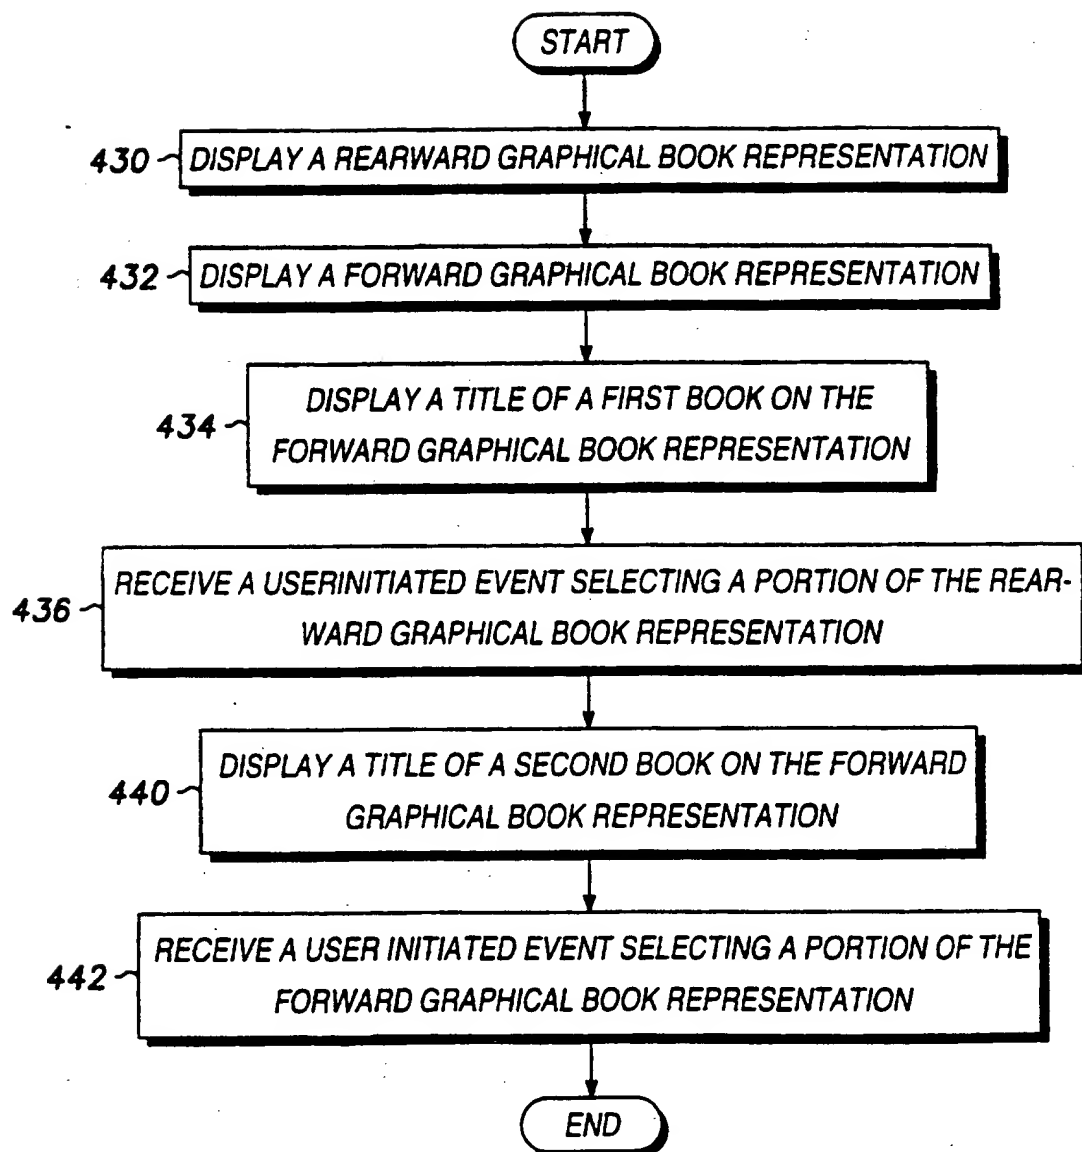 START
430 DISPLAY A REARWARD GRAPHICAL BOOK REPRESENTATION
432 DISPLAY A FORWARD GRAPHICAL BOOK REPRESENTATION
434 DISPLAY A TITLE OF A FIRST BOOK ON THE
FORWARD GRAPHICAL BOOK REPRESENTATION
436 RECEIVE A USERINITIATED EVENT SELECTING A PORTION OF THE REAR-
WARD GRAPHICAL BOOK REPRESENTATION
440 DISPLAY A TITLE OF A SECOND BOOK ON THE FORWARD
GRAPHICAL BOOK REPRESENTATION
442 RECEIVE A USER INITIATED EVENT SELECTING A PORTION OF THE
FORWARD GRAPHICAL BOOK REPRESENTATION
END